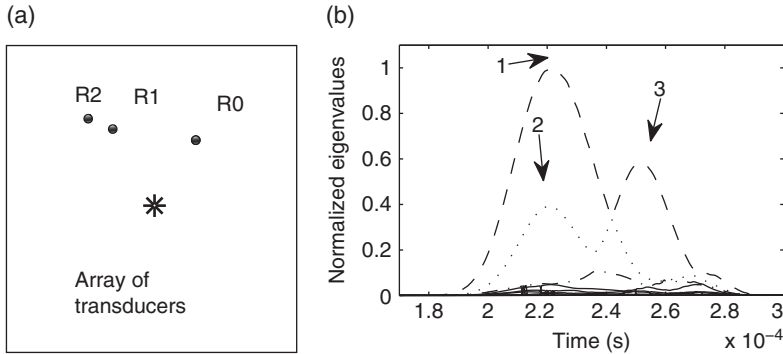 (a)
R2
R1
R0
Array of
transducers
(b)
Normalized eigenvalues
1
0.8
0.6
0.4
0.2
0
1
2
3
1.8
2
2.2
2.4
2.6
2.8
3
Time (s)
x 10⁻⁴